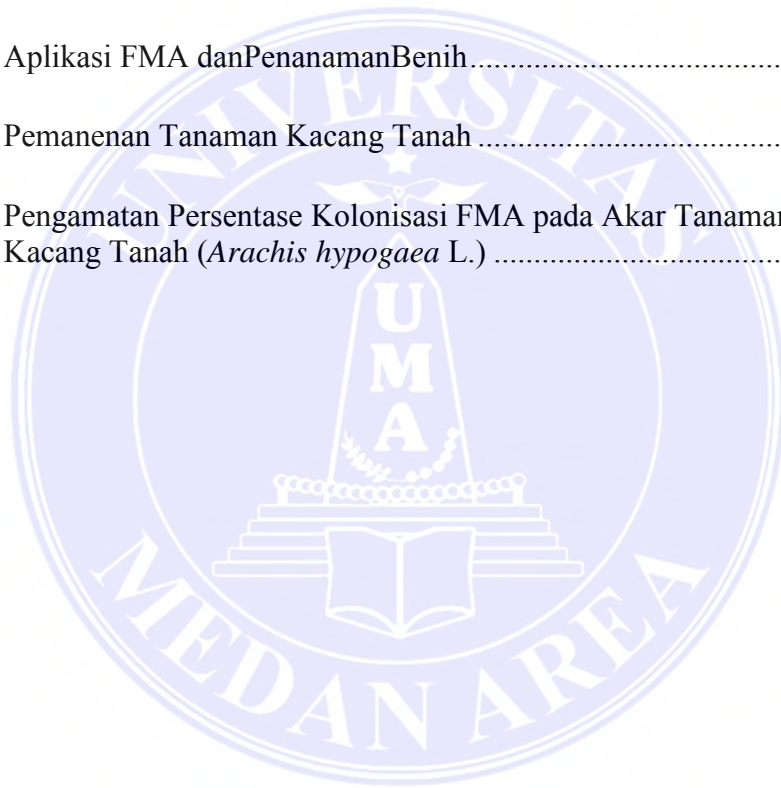 Aplikasi FMA danPenanamanBenih.......................................
Pemanenan Tanaman Kacang Tanah ......................................
Pengamatan Persentase Kolonisasi FMA pada Akar Tanaman
Kacang Tanah (Arachis hypogaea L.) ....................................
UNIVERSITAS
U
M
A
MEDAN AREA